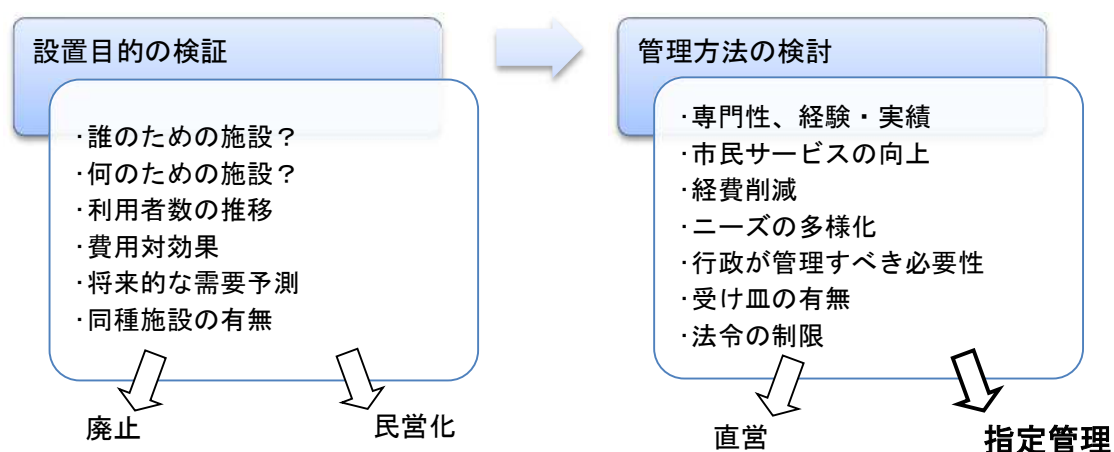 設置目的の検証
・誰のための施設？
・何のための施設？
・利用者数の推移
・費用対効果
・将来的な需要予測
・同種施設の有無
廃止
民営化
管理方法の検討
・専門性、経験・実績
・市民サービスの向上
・経費削減
・ニーズの多様化
・行政が管理すべき必要性
・受け皿の有無
・法令の制限
直営
指定管理